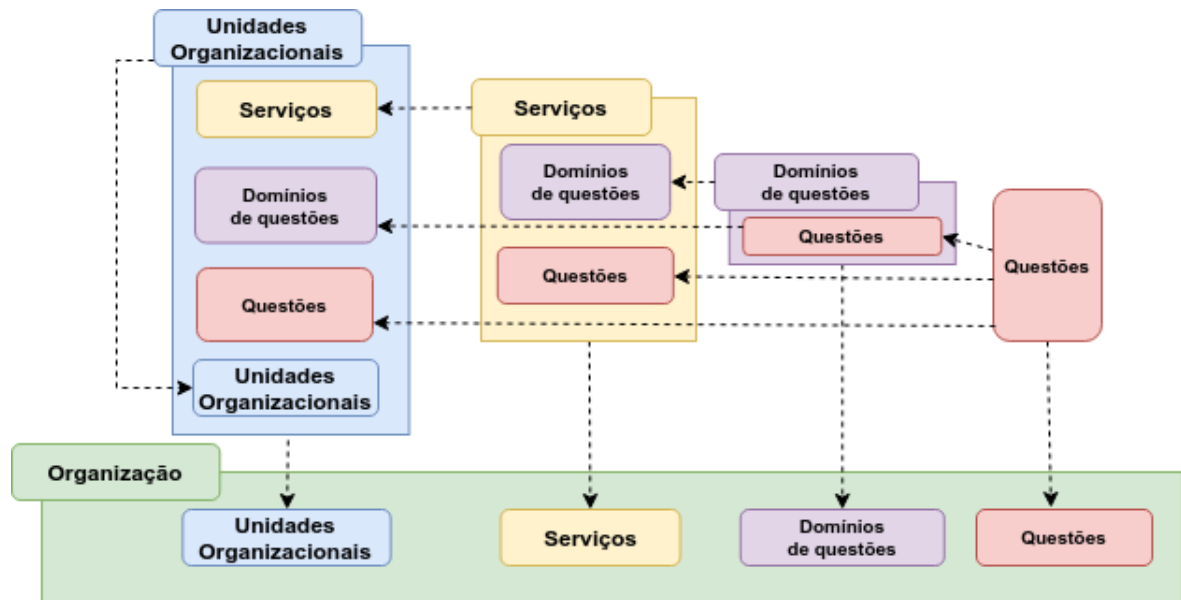 Unidades
Organizacionais
Serviços
Domínios
de questões
Questões
Unidades
Organizacionais
Serviços
Domínios
de questões
Questões
Domínios
de questões
Questões
Questões
Organização
Unidades
Organizacionais
Serviços
Domínios
de questões
Questões